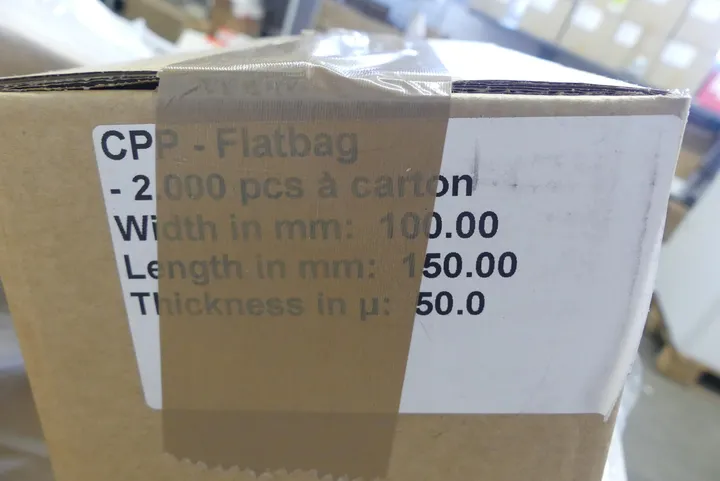 CPP - Flatbag
- 2.000 pcs à carton
Width in mm: 100.00
Length in mm: 150.00
Thickness in µ: 50.0